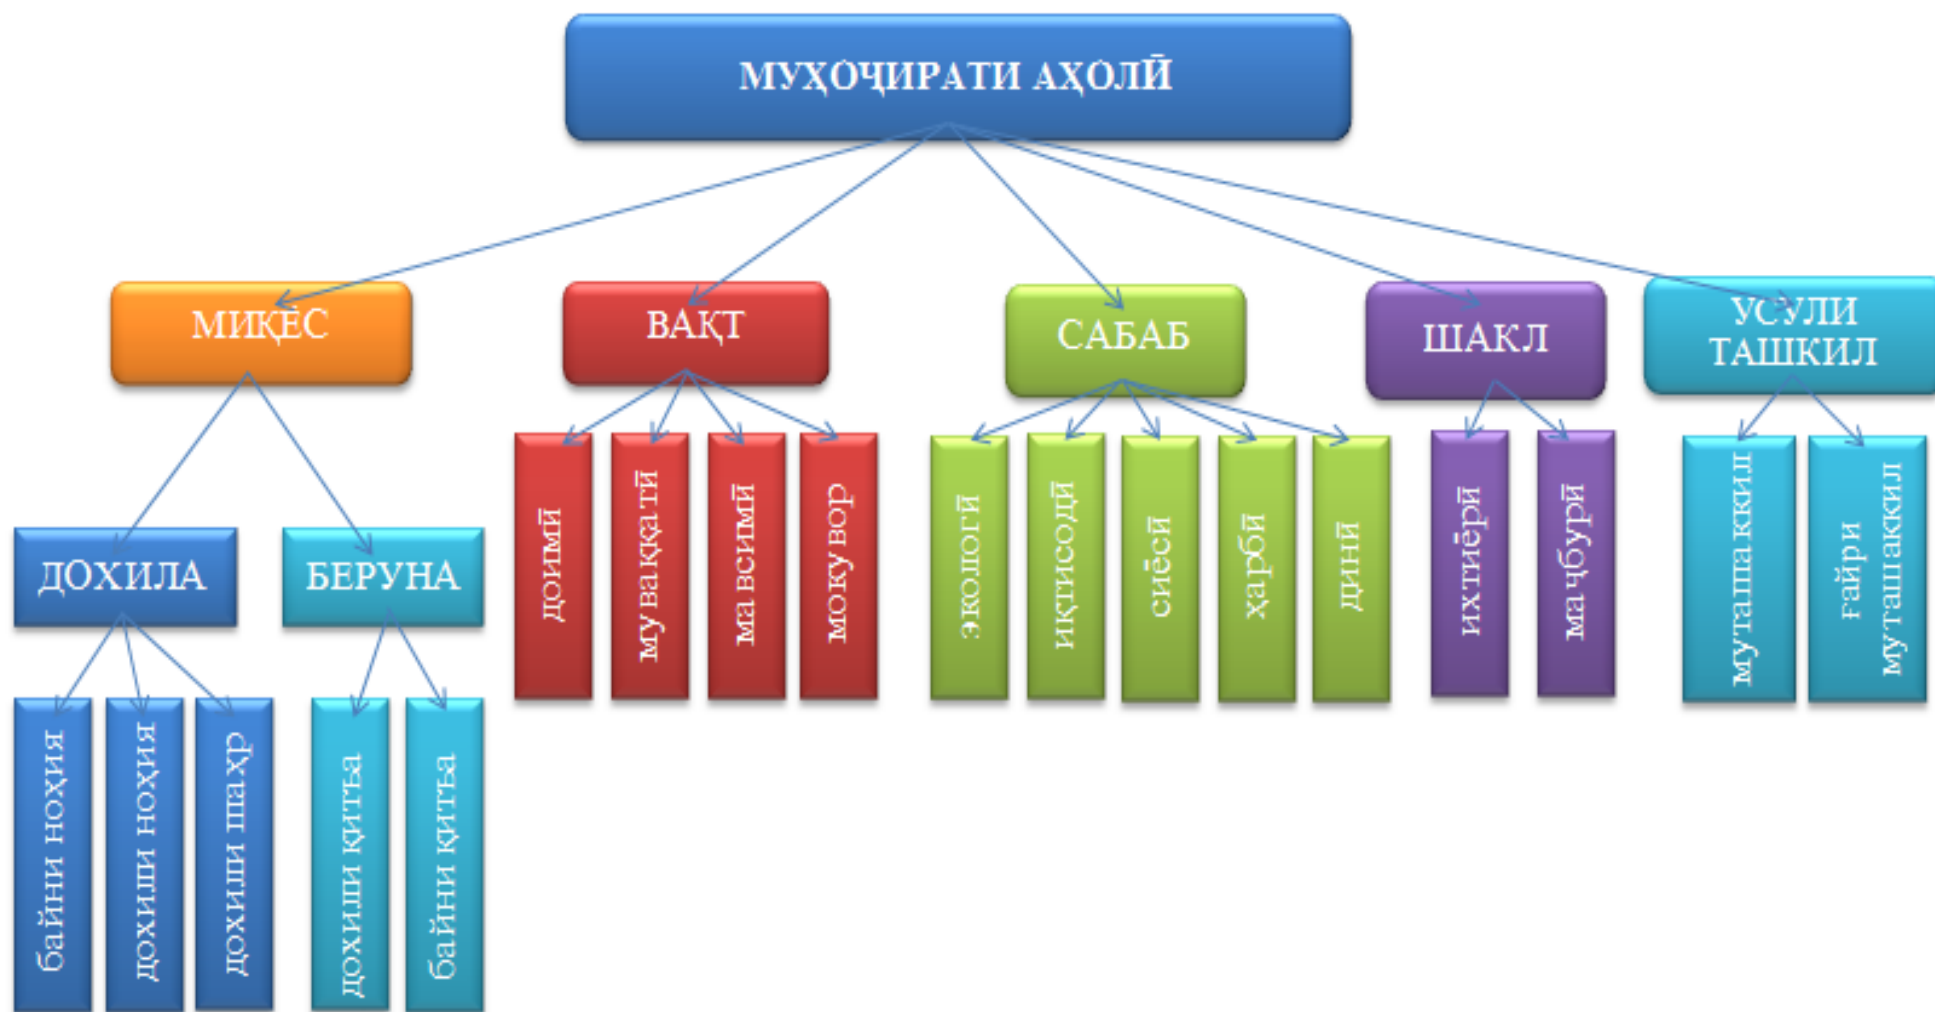 МУҲОҶИРАТИ АҲОЛӢ
МИҚЁС
ВАҚТ
САБАБ
ШАКЛ
УСУЛИ
ТАШКИЛ
ДОХИЛА
БЕРУНА
доимӣ
муваққатӣ
мавсимӣ
мокувор
экологӣ
иқтисодӣ
сиёсӣ
ҳарбӣ
динӣ
ихтиёрӣ
маҷбурӣ
муташаккил
ғайри
муташаккил
байни ноҳия
дохили ноҳия
дохили шаҳр
дохили қитъа
байни қитъа